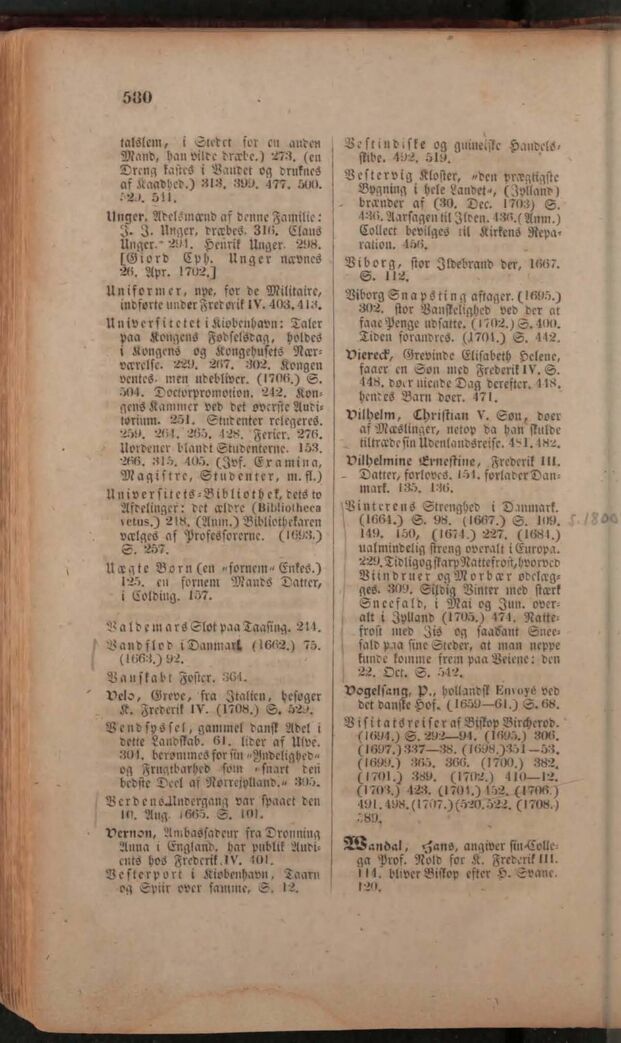 580
talslem, i Stedet for en anden
Mand, han vilde dræbe.) 273. (en
Dreng kastes i Vandet og druknes
af Kaadhed.) 313. 399. 477. 500.
529. 541.
Unger. Adelsmænd af denne Familie:
J. J. Unger, dræbes. 316. Claus
Unger. 291. Henrik Unger. 298.
[Giord Cph. Unger nævnes
26. Apr. 1702.]
Uniformer, nye, for de Militaire,
indførte under Frederik IV. 403. 413.
Universitetet i Kiøbenhavn: Taler
paa Kongens Fødselsdag, holdes
i Kongens og Kongehusets Nær-
værelse. 229. 267. 302. Kongen
ventes, men udebliver. (1706.) S.
504. Doctorpromotion. 242. Kon-
gens Kammer ved det øverste Audi-
torium. 251. Studenter relegeres.
259. 264. 265. 428. Ferier. 276.
Uordener blandt Studenterne. 153.
266. 315. 405. (Jvf. Examina,
Magistre, Studenter, m. fl.)
Universitets-Bibliothek, dets to
Afdelinger: det ældre (Bibliotheca
vetus.) 218. (Anm.) Bibliothekaren
vælges af Professorerne. (1693.)
S. 257.
Uægte Børn (en »fornem« Enkes.)
125. en fornem Mands Datter,
i Colding. 157.
Valdemars Slot paa Taasing. 244.
Vandflod i Danmark (1662.) 75.
(1663.) 92.
Vanskabt Foster. 364.
Velo, Greve, fra Italien, besøger
K. Frederik IV. (1708.) S. 529.
Vendsyssel, gammel dansk Adel i
dette Landskab. 61. lider af Ulve.
304. berømmes for sin »Yndelighed«
og Frugtbarhed som »snart den
bedste Deel af Nørrejylland.« 395.
Verdens Undergang var spaaet den
10. Aug. 1665. S. 101.
Vernon, Ambassadeur fra Dronning
Anna i England. har publik Audi-
ents hos Frederik IV. 401.
Vesterport i Kiøbenhavn, Taarn
og Spiir over samme, S. 12.
Vestindiske og guineiske Handels-
skibe. 492. 519.
Vestervig Kloster, »den prægtigste
Bygning i hele Landet«, (Jylland)
brænder af (30. Dec. 1703) S.
436. Aarsagen til Ilden. 436. (Anm.)
Collect bevilges til Kirkens Repa-
ration. 456.
Viborg, stor Ildebrand der, 1667.
S. 112.
Viborg Snapsting aftager. (1695.)
302. stor Vanskelighed ved der at
faae Penge udsatte. (1702.) S. 400.
Tiden forandres. (1704.) S. 442.
Viereck, Grevinde Elisabeth Helene,
faaer en Søn med Frederik IV. S.
448. døer niende Dag derefter. 448.
hendes Barn døer. 471.
Vilhelm, Christian V. Søn, døer
af Mæslinger, netop da han skulde
tiltræde sin Udenlandsreise. 481. 482.
Vilhelmine Ernestine, Frederik III.
Datter, forloves. 154. forlader Dan-
mark. 135. 136.
Vinterens Strenghed i Danmark.
(1664.) S. 98. (1667.) S. 109.
149. 150, (1674.) 227. (1684.)
ualmindelig streng overalt i Europa.
229. Tidlig og skarp Nattefrost, hvorved
Viindruer og Morbær ødelæg-
ges. 309. Sildig Vinter med stærk
Sneefald, i Mai og Jun. over-
alt i Jylland (1705.) 474. Natte-
frost med Jis og saadant Snee-
fald paa sine Steder, at man neppe
kunde komme frem paa Veiene: den
22. Oct. S. 542.
S. 1800
Vogelsang, P., hollandsk Envoyé ved
det danske Hof. (1659—61.) S. 68.
Visitatsreiser af Biskop Bircherod.
(1694.) S. 292—94. (1695.) 306.
(1697.) 337—38. (1698.) 351—53.
(1699.) 365. 366. (1700.) 382.
(1701.) 389. (1702.) 410—12.
(1703.) 423. (1704.) 452. (1706.)
491. 498. (1707.) (520. 522. (1708.)
589.
Wandal, Hans, angiver sin Colle-
ga Prof. Nold for K. Frederik III.
114. bliver Biskop efter H. Svane.
120.